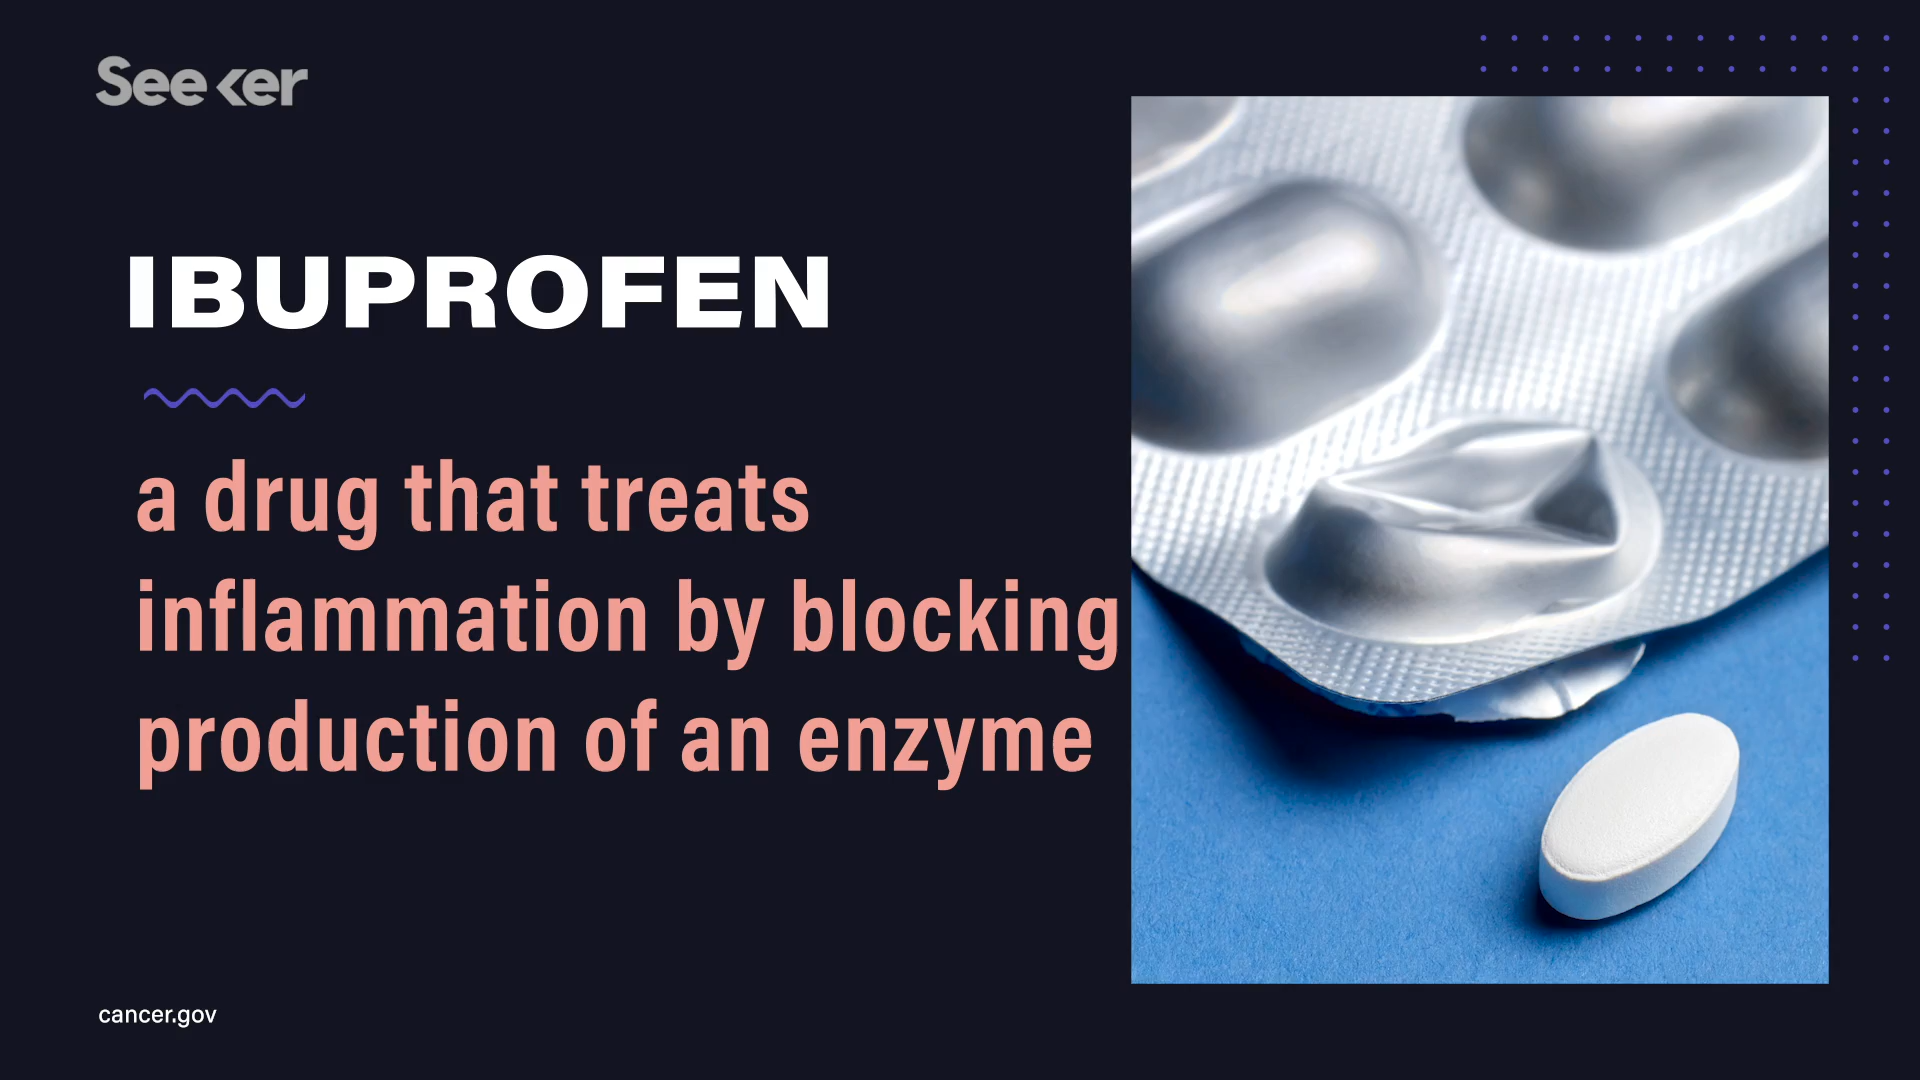 Seeker
IBUPROFEN
a drug that treats
inflammation by blocking
production of an enzyme
cancer.gov